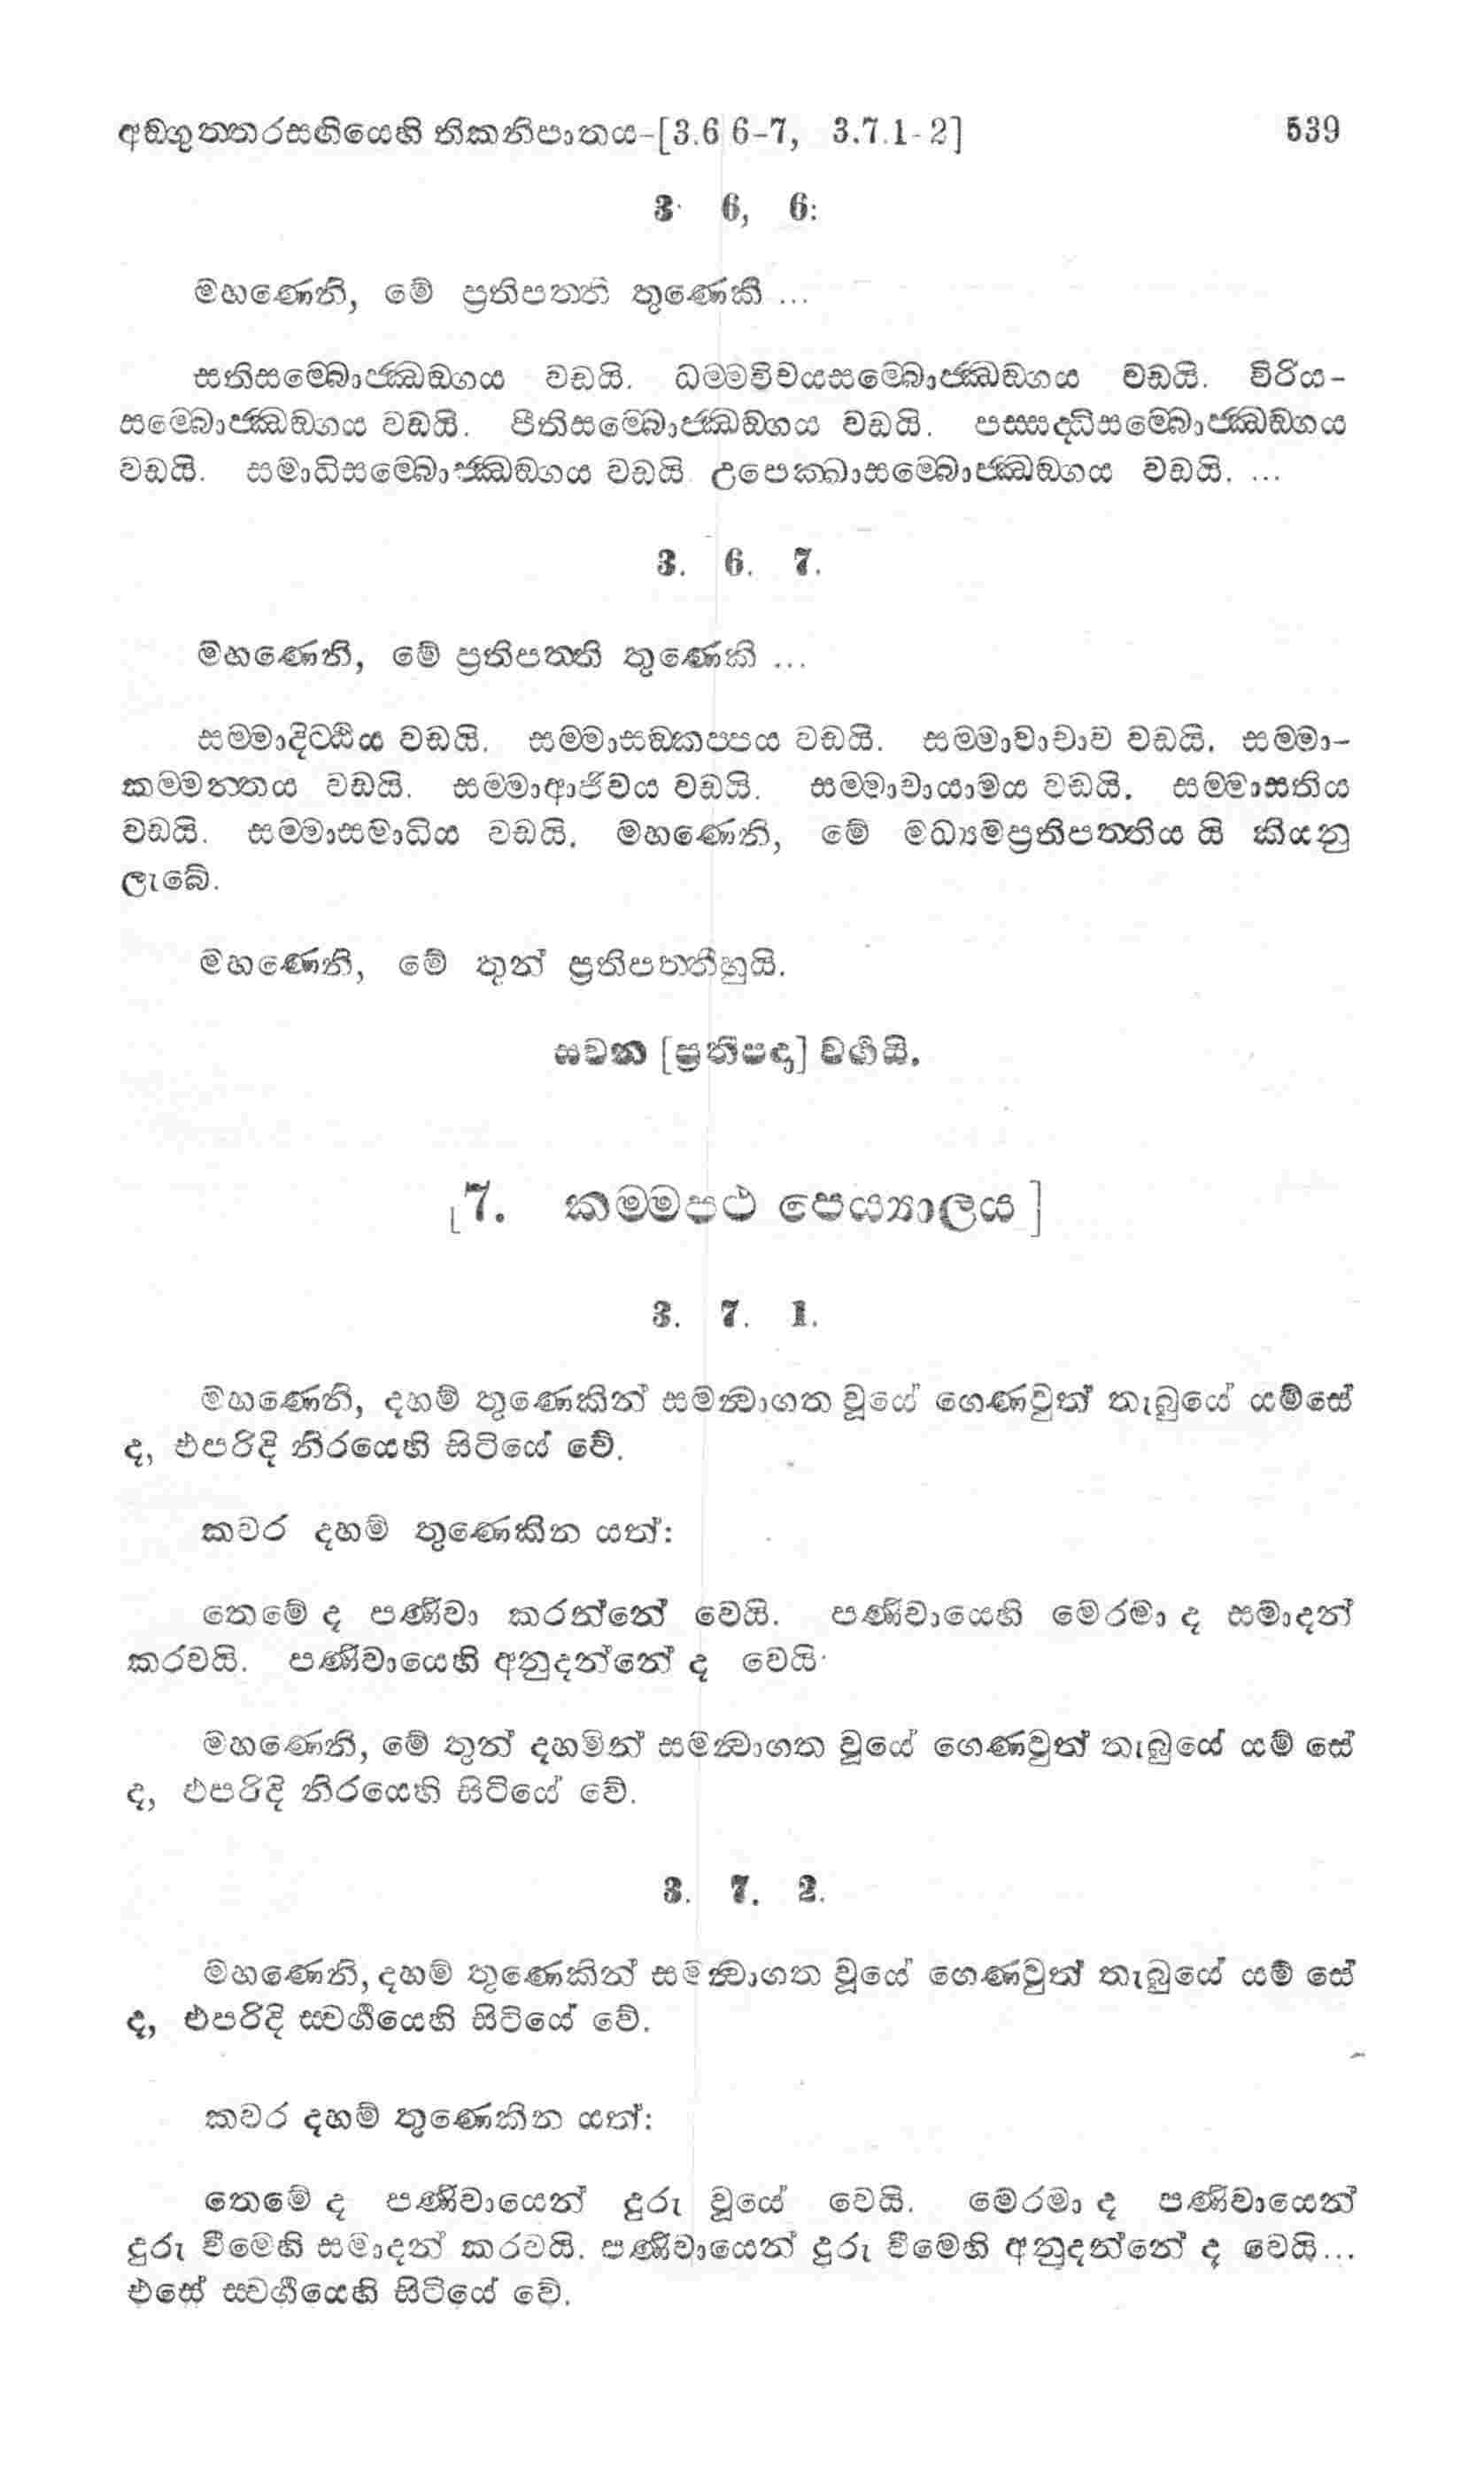 අඞ්ගුත්තරසඟියෙහි තිකනිපාතය-[3.6 6-7, 3.7.1-2] 539
3· 6, 6:
මහණෙනි, මේ ප්‍රතිපත්ති තුණෙකි ...
සතිසම්බොජ්ඣඞ්ගය වඩයි. ධම්මවිචයසම්බොජ්ඣඞ්ගය වඩයි. විරිය-
සම්බොජ්ඣඞ්ගය වඩයි. පීතිසම්බොජ්ඣඞ්ගය වඩයි. පස්සද්ධිසම්බොජ්ඣඞ්ගය
වඩයි. සමාධිසම්බොජ්ඣඞ්ගය වඩයි. උපෙක්ඛාසම්බොජ්ඣඞ්ගය වඩයි. ...
3. 6. 7.
මහණෙනි, මේ ප්‍රතිපත්ති තුණෙකි ...
සම්මාදිට්ඨිය වඩයි. සම්මාසඞ්කප්පය වඩයි. සම්මාවාචාව වඩයි. සම්මා-
කම්මන්තය වඩයි. සම්මාආජිවය වඩයි. සම්මාවායාමය වඩයි. සම්මාසතිය
වඩයි. සම්මාසමාධිය වඩයි. මහණෙනි, මේ මධ්‍යමප්‍රතිපත්තිය යි කියනු
ලැබේ.
මහණෙනි, මේ තුන් ප්‍රතිපත්තීහුයි.
සවන [ප්‍රතිපදා] වර්‍ගයි.
[7. කම්මපථ පෙය්‍යාලය]
3. 7. 1.
මහණෙනි, දහම් තුණෙකින් සමන්වාගත වූයේ ගෙණවුත් තැබුයේ යම්සේ
ද, එපරිදි නිරයෙහි සිටියේ වේ.
කවර දහම් තුණෙකින යත්:
තෙමේ ද පණිවා කරන්නේ වෙයි. පණිවායෙහි මෙරමා ද සමාදන්
කරවයි. පණිවායෙහි අනුදන්නේ ද වෙයි·
මහණෙනි, මේ තුන් දහමින් සමන්වාගත වූයේ ගෙණවුත් තැබුයේ යම් සේ
ද, එපරිදි නිරයෙහි සිටියේ වේ.
3. 7. 2.
මහණෙනි, දහම් තුණෙකින් සමන්වාගත වූයේ ගෙණවුත් තැබුයේ යම් සේ
ද, එපරිදි ස්වර්‍ගයෙහි සිටියේ වේ.
කවර දහම් තුණෙකින යත්:
තෙමේ ද පණිවායෙන් දුරු වූයේ වෙයි. මෙරමා ද පණිවායෙන්
දුරු වීමෙහි සමාදන් කරවයි. පණිවායෙන් දුරු වීමෙහි අනුදන්නේ ද වෙයි...
එසේ ස්වර්‍ගයෙහි සිටියේ වේ.